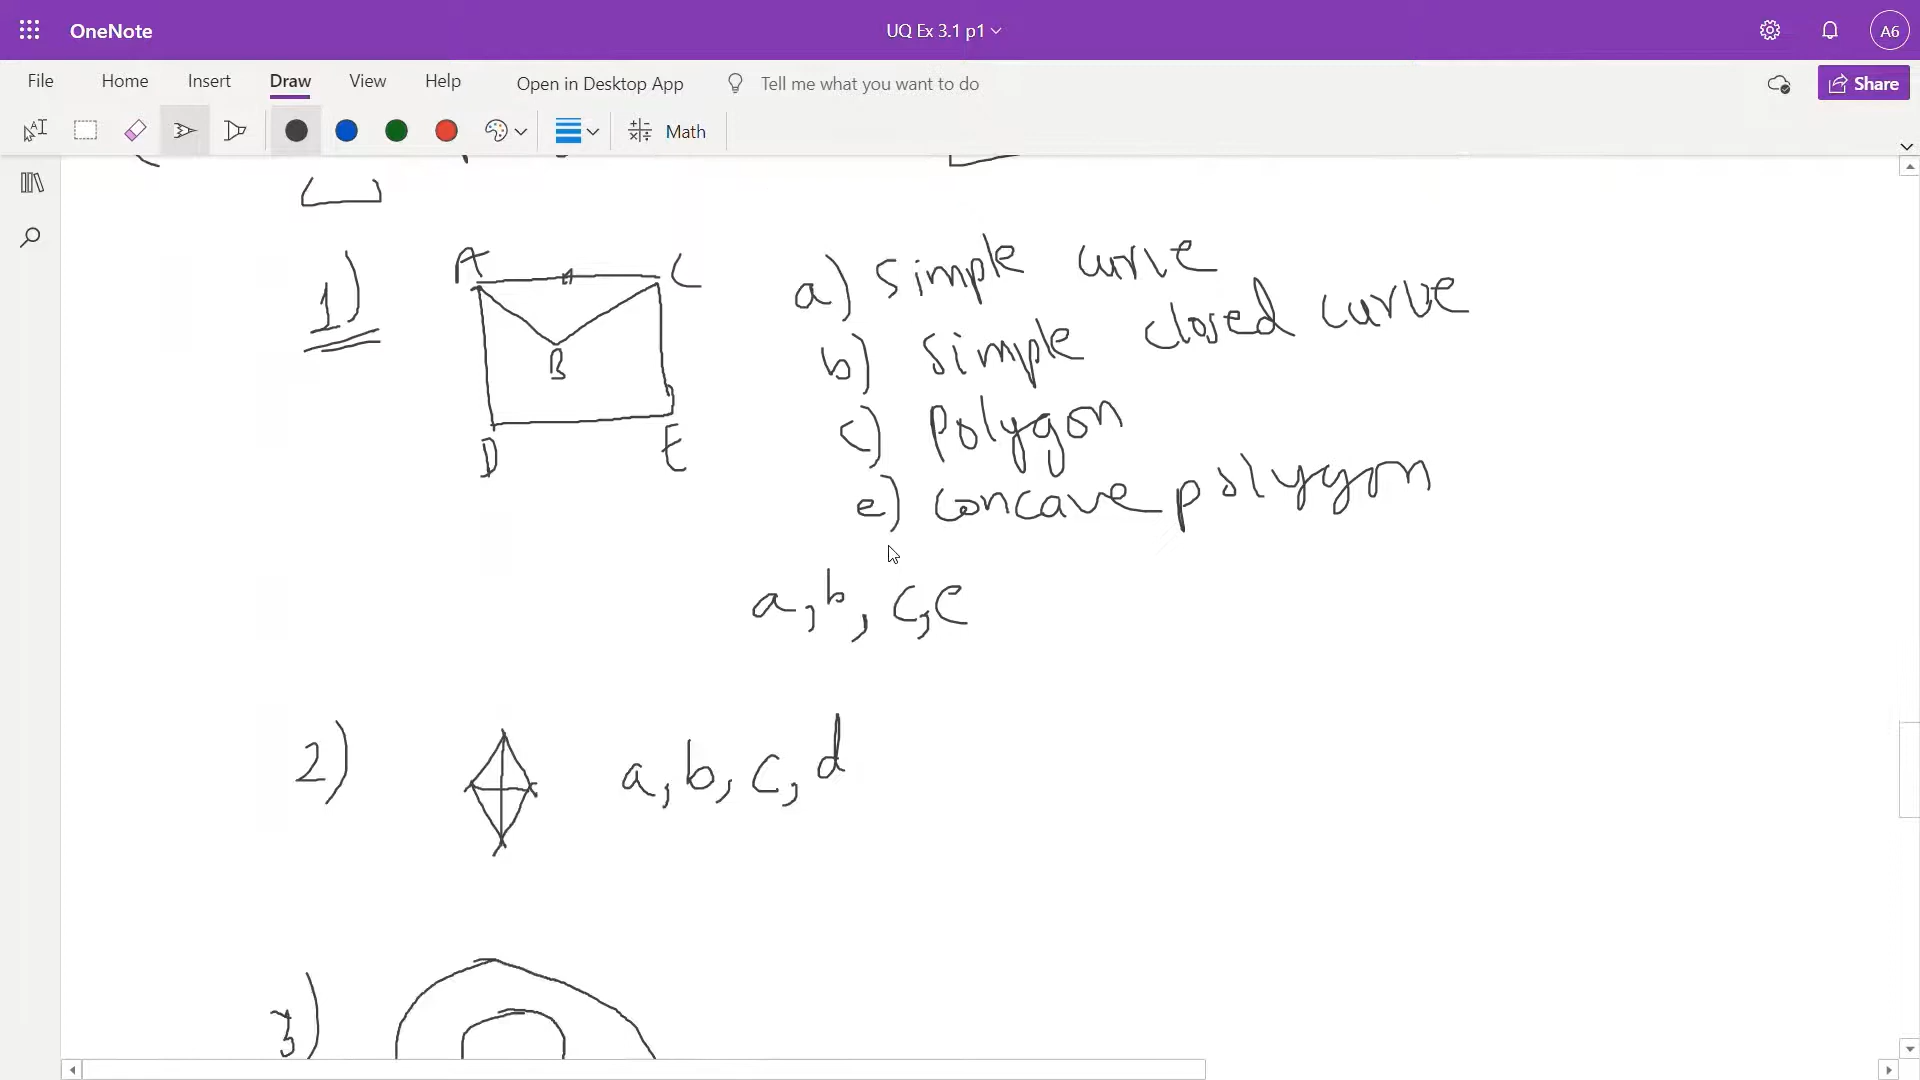 OneNote
UQ Ex 3.1 p1
A6
File Home Insert Draw View Help Open in Desktop App Tell me what you want to do
Share
Math
1)
A C
B
D E
a) simple curve
b) simple closed curve
c) polygon
e) concave polygon
a, b, c, e
2) a, b, c, d
3)